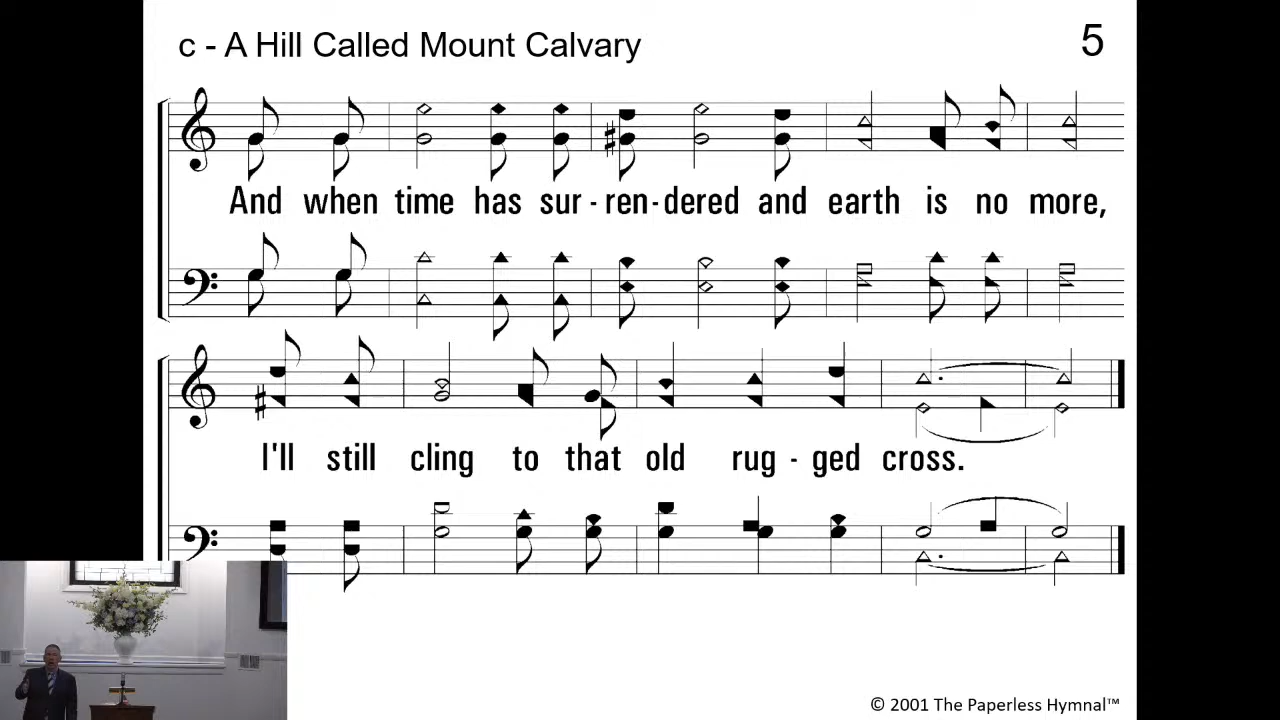 c - A Hill Called Mount Calvary
5
And when time has sur - ren - dered and earth is no more,
I'll still cling to that old rug - ged cross.
© 2001 The Paperless Hymnal™